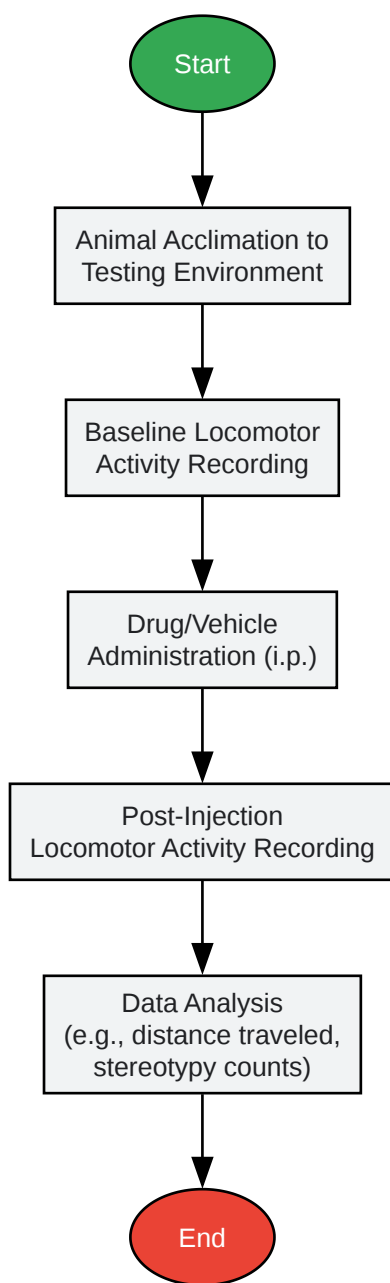 Start
Animal Acclimation to
Testing Environment
Baseline Locomotor
Activity Recording
Drug/Vehicle
Administration (i.p.)
Post-Injection
Locomotor Activity Recording
Data Analysis
(e.g., distance traveled,
stereotypy counts)
End